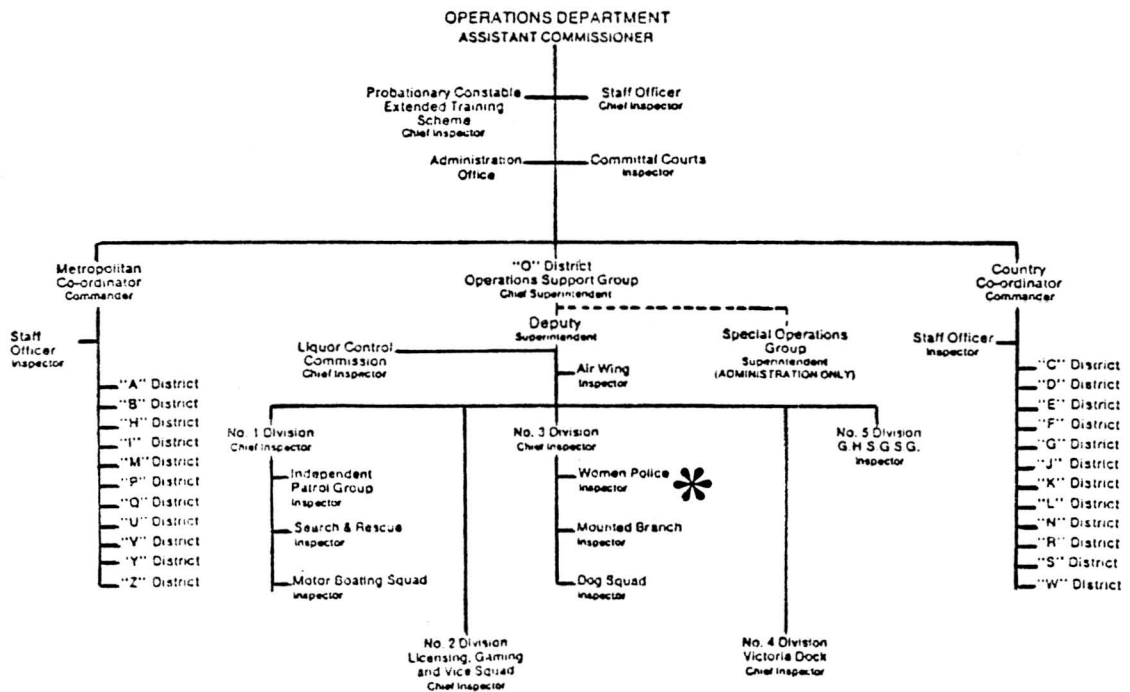 OPERATIONS DEPARTMENT
ASSISTANT COMMISSIONER
Probationary Constable
Extended Training
Scheme
Chief Inspector
Staff Officer
Chief Inspector
Administration
Office
Committal Courts
Inspector
Metropolitan
Co-ordinator
Commander
Staff
Officer
Inspector
"A" District
"B" District
"H" District
"I" District
"M" District
"P" District
"Q" District
"U" District
"V" District
"Y" District
"Z" District
"O" District
Operations Support Group
Chief Superintendent
Deputy
Superintendent
Special Operations
Group
Superintendent
(ADMINISTRATION ONLY)
Liquor Control
Commission
Chief Inspector
Air Wing
Inspector
No. 1 Division
Chief Inspector
Independent
Patrol Group
Inspector
Search & Rescue
Inspector
Motor Boating Squad
Inspector
No. 2 Division
Licensing, Gaming
and Vice Squad
Chief Inspector
No. 3 Division
Chief Inspector
Women Police *
Inspector
Mounted Branch
Inspector
Dog Squad
Inspector
No. 4 Division
Victoria Dock
Chief Inspector
No. 5 Division
G.H.S.G.S.G.
Inspector
Country
Co-ordinator
Commander
Staff Officer
Inspector
"C" District
"D" District
"E" District
"F" District
"G" District
"J" District
"K" District
"L" District
"N" District
"R" District
"S" District
"W" District